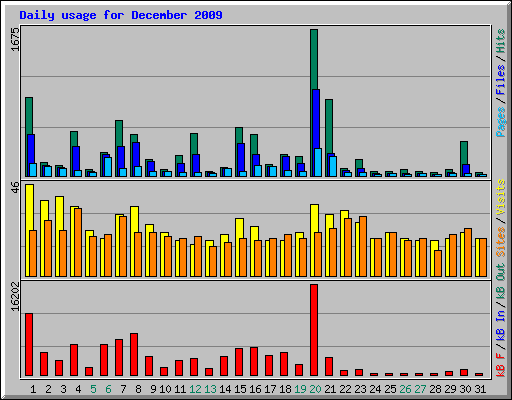 Daily usage for December 2009
1675
46
16202
Pages / Files / Hits
Sites / Visits
kB F / kB In / kB Out
1 2 3 4 5 6 7 8 9 10 11 12 13 14 15 16 17 18 19 20 21 22 23 24 25 26 27 28 29 30 31